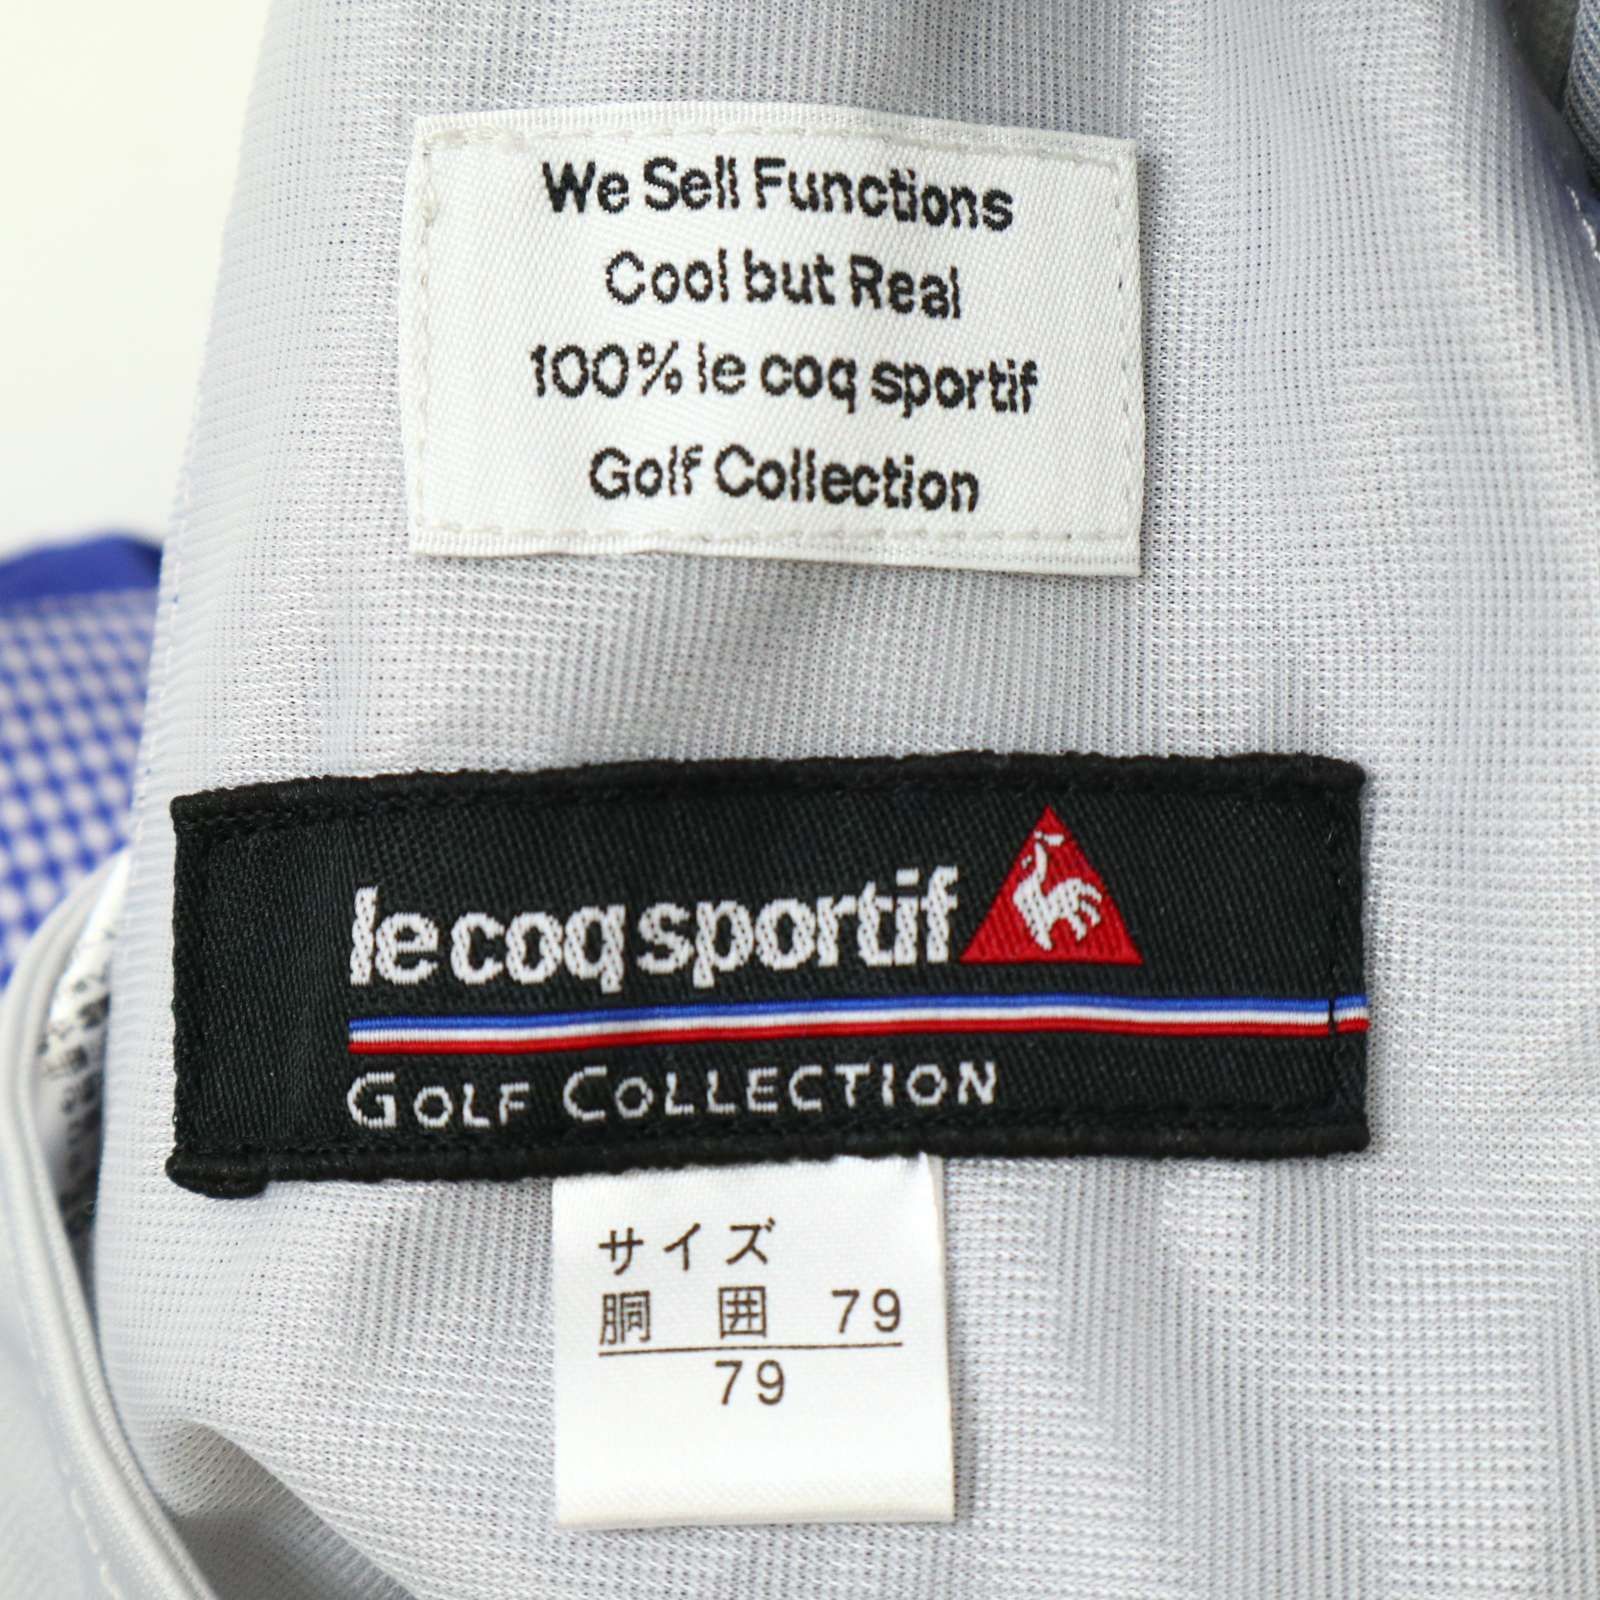 We Sell Functions
Cool but Real
100% le coq sportif
Golf Collection
le coq sportif
GOLF COLLECTION
サイズ
胴 囲 79
79